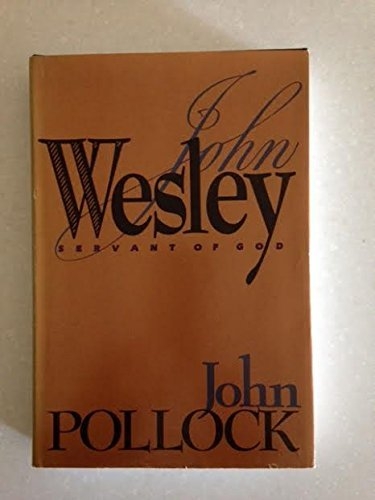 John
Wesley
SERVANT OF GOD
John
POLLOCK